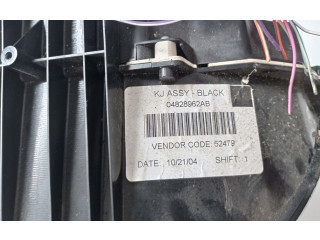 KJ ASSY - BLACK
04828962AB
VENDOR CODE: 52479
DATE: 10/21/04 SHIFT: 1